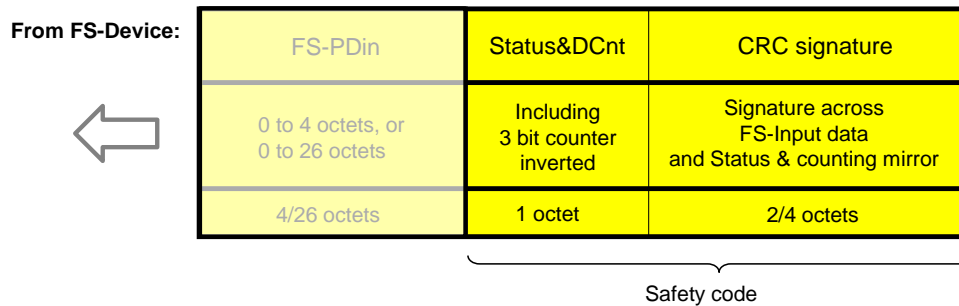 From FS-Device:
FS-PDin
Status&DCnt
CRC signature
0 to 4 octets, or
0 to 26 octets
Including
3 bit counter
inverted
Signature across
FS-Input data
and Status & counting mirror
4/26 octets
1 octet
2/4 octets
Safety code